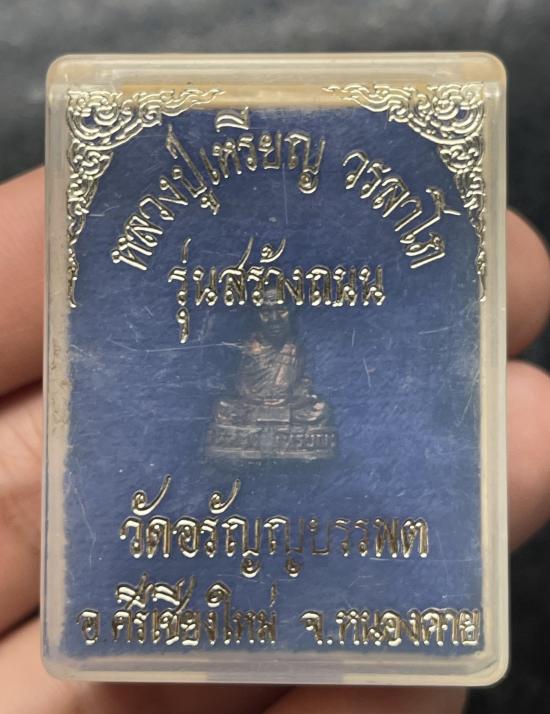 หลวงปู่เหรียญ วรลาโภ
รุ่นสร้างถนน
วัดอรัญญบรรพต
อ.ศรีเชียงใหม่ จ.หนองคาย